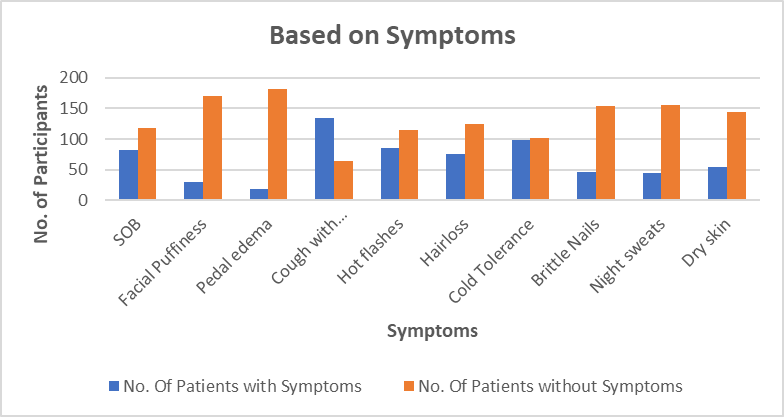 Based on Symptoms
No. of Participants
200
150
100
50
0
SOB
Facial Puffiness
Pedal edema
Cough with...
Hot flashes
Hairloss
Cold Tolerance
Brittle Nails
Night sweats
Dry skin
Symptoms
No. Of Patients with Symptoms
No. Of Patients without Symptoms